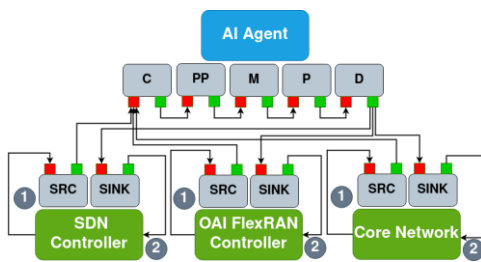 AI Agent
C PP M P D
SRC SINK SRC SINK SRC SINK
1 1 1
SDN
Controller
OAI FlexRAN
Controller
Core Network
2 2 2